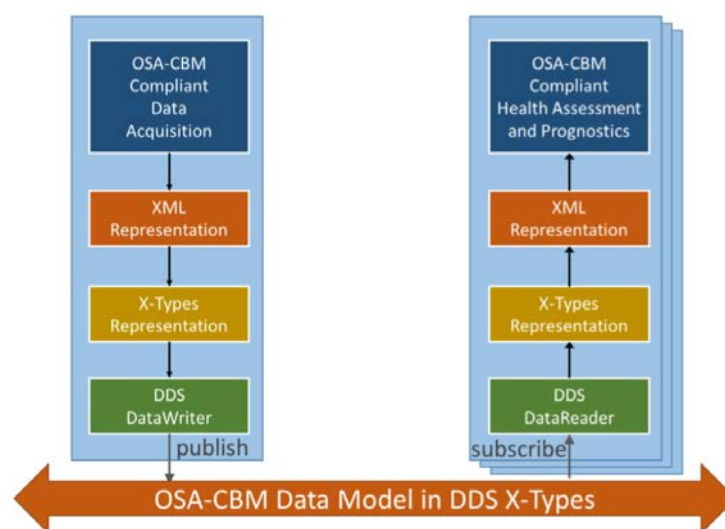 OSA-CBM
Compliant
Data
Acquisition
XML
Representation
X-Types
Representation
DDS
DataWriter
publish
OSA-CBM
Compliant
Health Assessment
and Prognostics
XML
Representation
X-Types
Representation
DDS
DataReader
subscribe
OSA-CBM Data Model in DDS X-Types